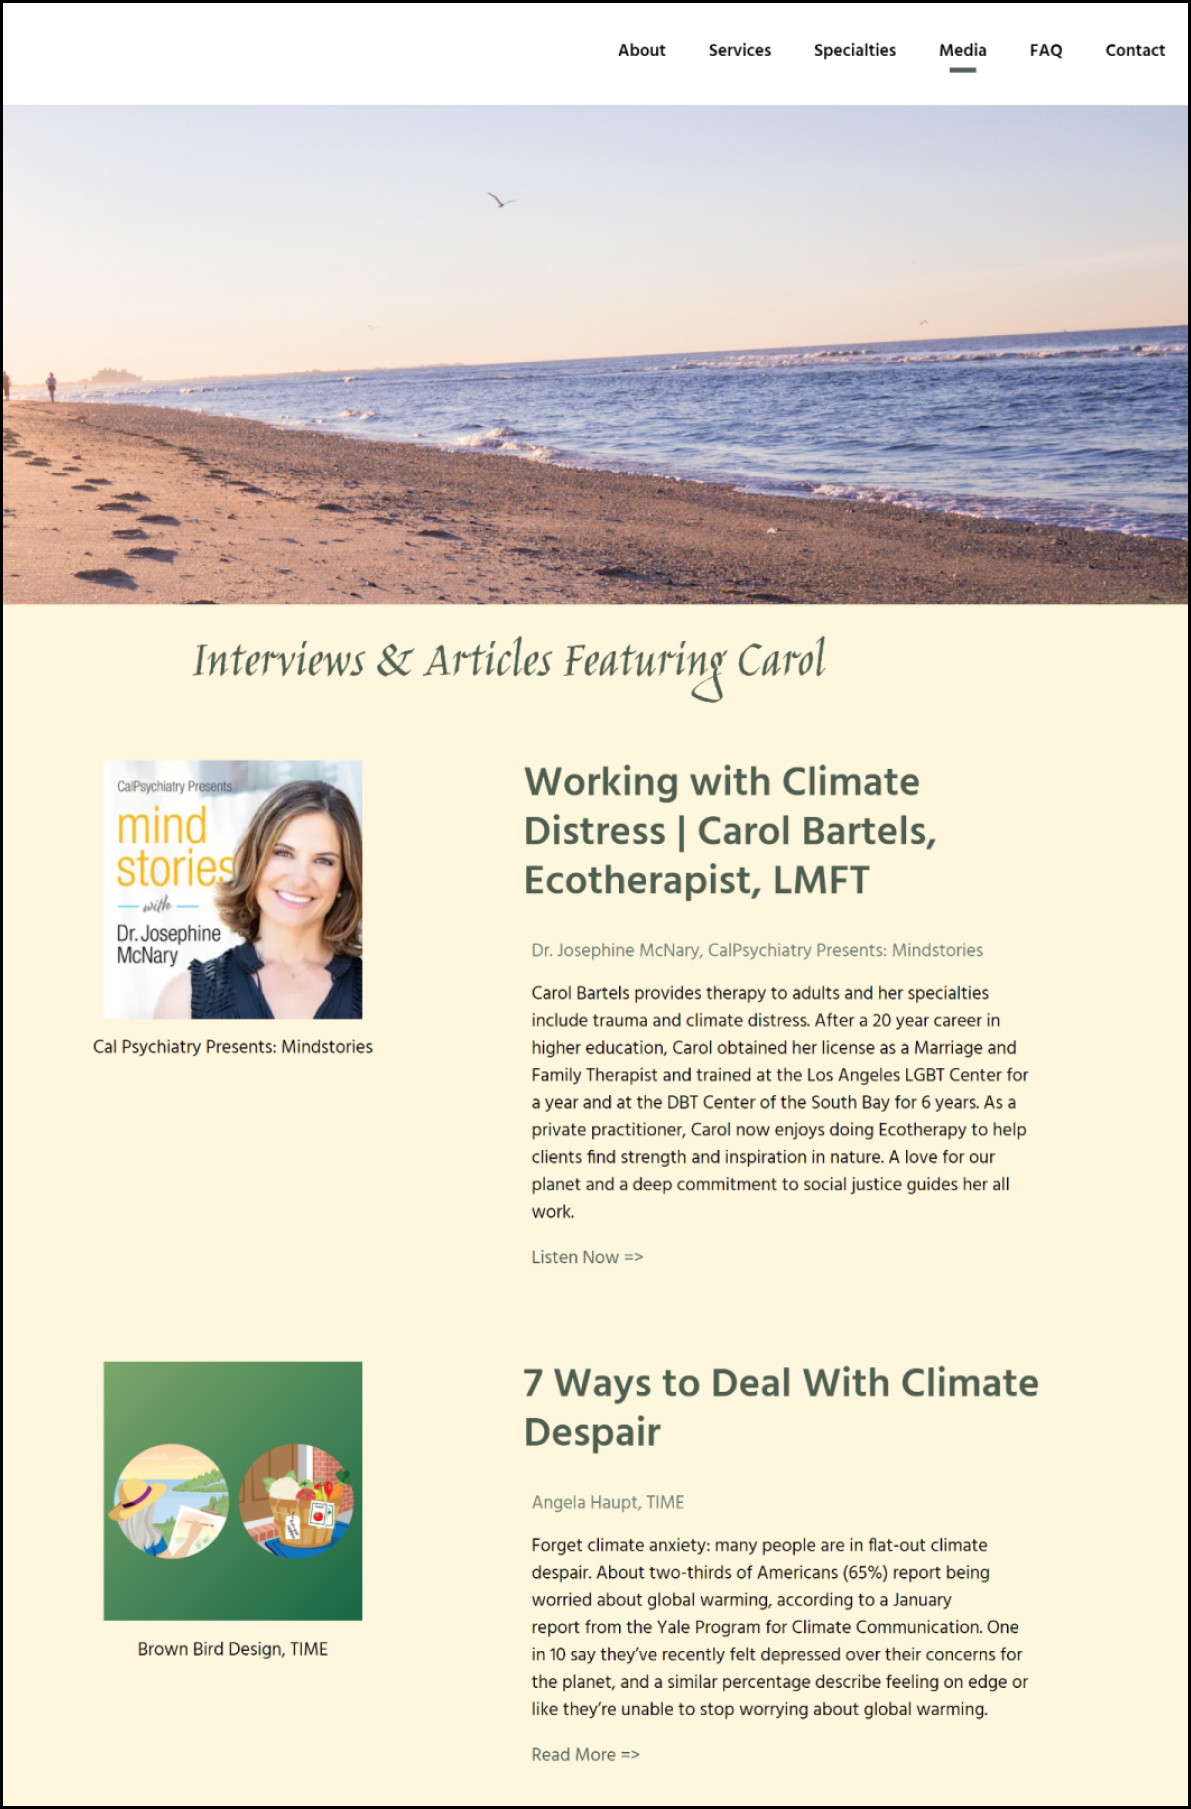 About Services Specialties Media FAQ Contact
Interviews & Articles Featuring Carol
CalPsychiatry Presents
mind
stories
with
Dr. Josephine
McNary
Cal Psychiatry Presents: Mindstories
Working with Climate
Distress | Carol Bartels,
Ecotherapist, LMFT
Dr. Josephine McNary, CalPsychiatry Presents: Mindstories
Carol Bartels provides therapy to adults and her specialties
include trauma and climate distress. After a 20 year career in
higher education, Carol obtained her license as a Marriage and
Family Therapist and trained at the Los Angeles LGBT Center for
a year and at the DBT Center of the South Bay for 6 years. As a
private practitioner, Carol now enjoys doing Ecotherapy to help
clients find strength and inspiration in nature. A love for our
planet and a deep commitment to social justice guides her all
work.
Listen Now =>
Brown Bird Design, TIME
7 Ways to Deal With Climate
Despair
Angela Haupt, TIME
Forget climate anxiety: many people are in flat-out climate
despair. About two-thirds of Americans (65%) report being
worried about global warming, according to a January
report from the Yale Program for Climate Communication. One
in 10 say they’ve recently felt depressed over their concerns for
the planet, and a similar percentage describe feeling on edge or
like they’re unable to stop worrying about global warming.
Read More =>